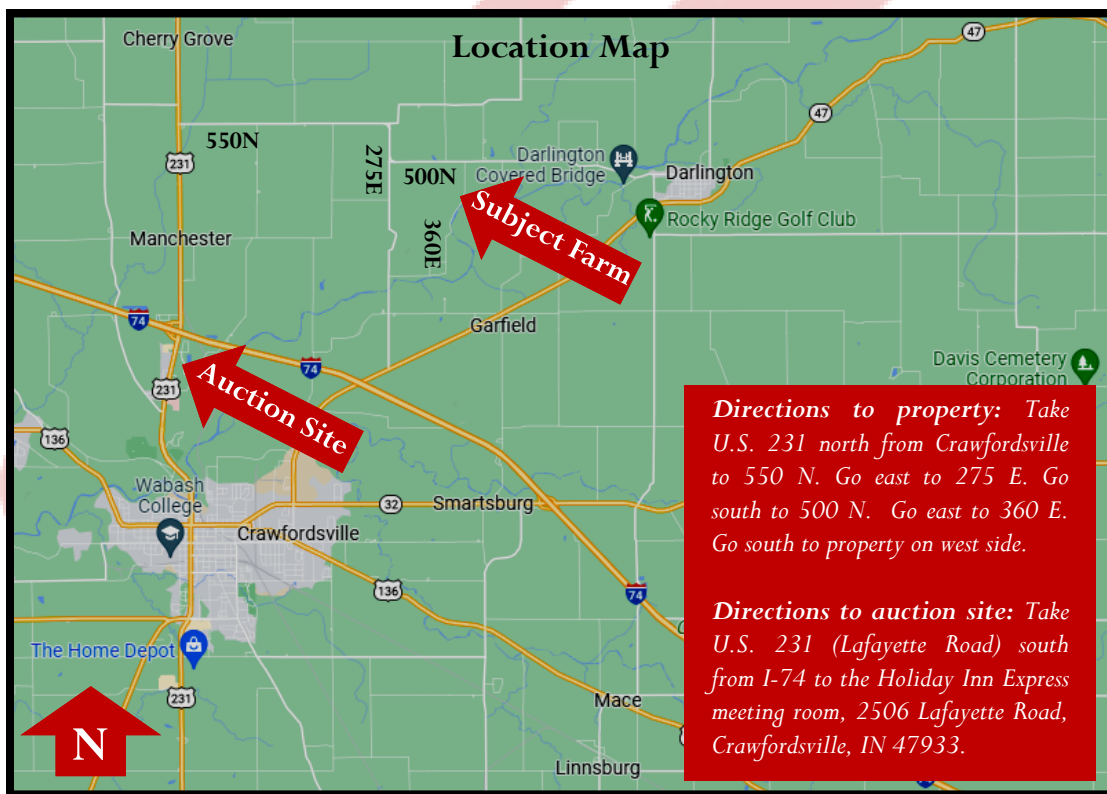 Location Map
Cherry Grove
47
47
231
550N
275E
500N
Darlington
Covered Bridge
Darlington
Subject Farm
Rocky Ridge Golf Club
360E
Manchester
74
Garfield
74
Auction Site
231
Davis Cemetery
Corporation
136
Wabash
College
32
Smartsburg
Crawfordsville
136
74
The Home Depot
231
Mace
Linnsburg
N
Directions to property: Take
U.S. 231 north from Crawfordsville
to 550 N. Go east to 275 E. Go
south to 500 N. Go east to 360 E.
Go south to property on west side.
Directions to auction site: Take
U.S. 231 (Lafayette Road) south
from I-74 to the Holiday Inn Express
meeting room, 2506 Lafayette Road,
Crawfordsville, IN 47933.